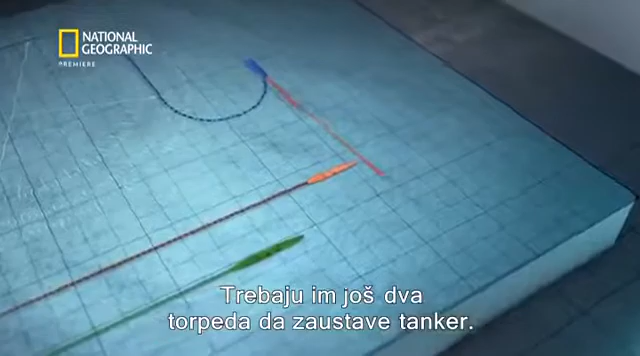 NATIONAL
GEOGRAPHIC
PREMIERE
Trebaju im još dva
torpeda da zaustave tanker.